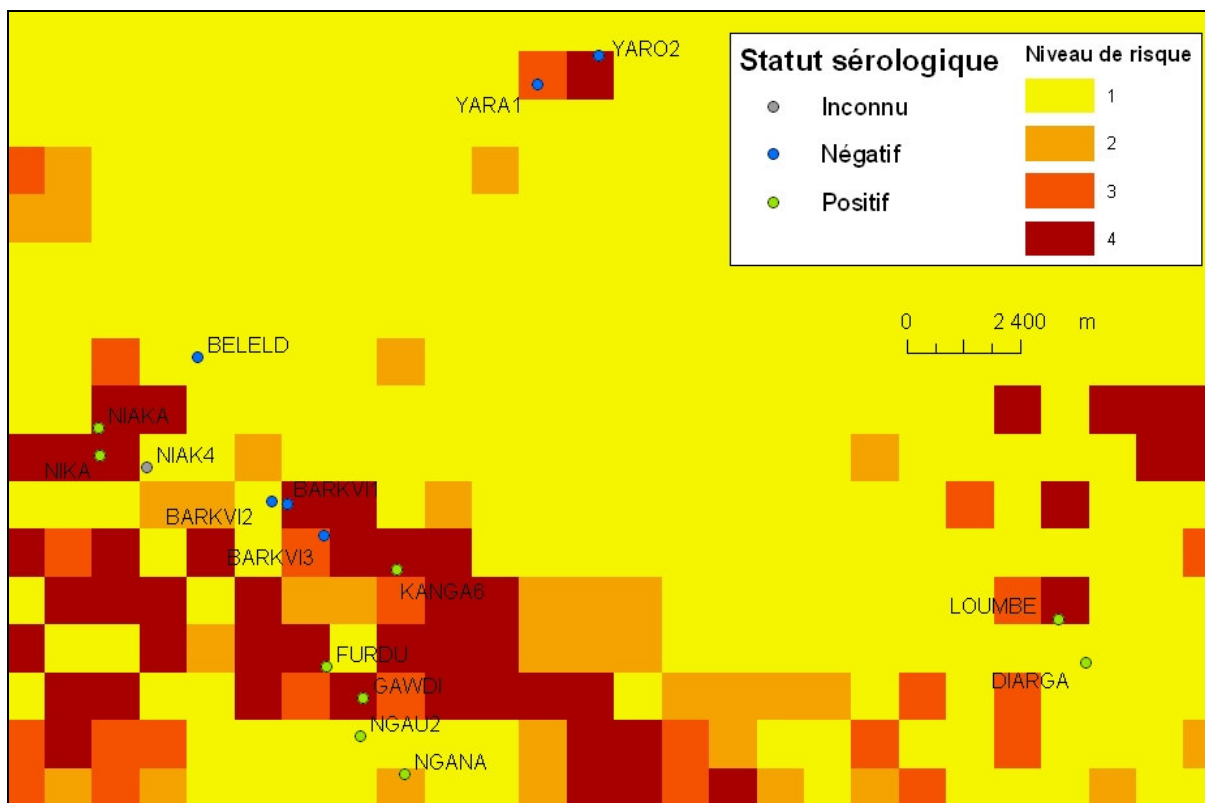 YARO2
YARA1
Statut sérologique
Inconnu
Négatif
Positif
Niveau de risque
1
2
3
4
0 2 400 m
BELELD
NIAKA
NIKA
NIAK4
BARKVI1
BARKVI2
BARKVI3
KANGA6
LOUMBE
FURDU
DIARGA
GAWDI
NGAU2
NGANA